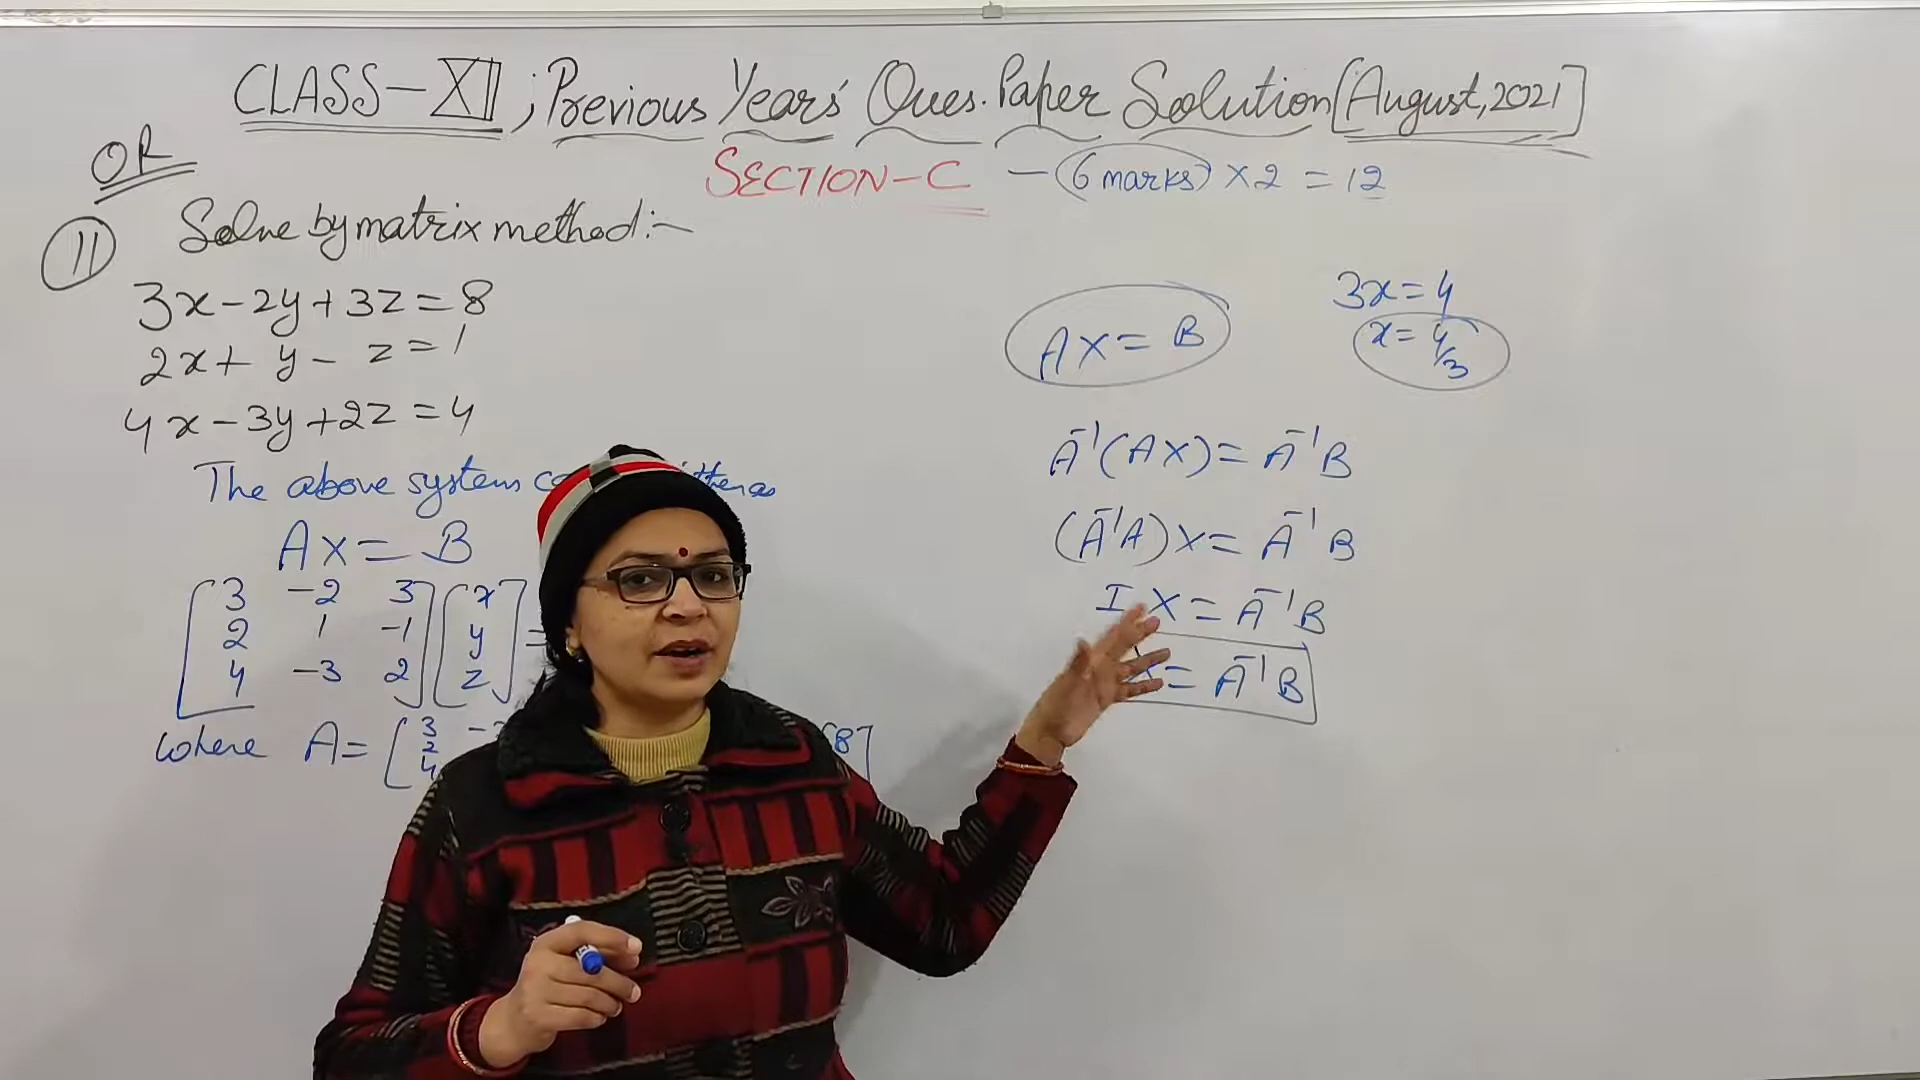 CLASS-XII; Previous Years' Ques. Paper Solution [August, 2021]
OR
SECTION-C - (6 marks) × 2 = 12
11 Solve by matrix method:-
3x-2y+3z=8
2x+y-z=1
4x-3y+2z=4
The above system
AX=B
[3 -2 3] [x]
[2 1 -1] [y] =
[4 -3 2] [z]
where A= [3
2
4
8]
AX=B
3x=4
x=4/3
A⁻¹(AX)=A⁻¹B
(A⁻¹A)X=A⁻¹B
IX=A⁻¹B
X=A⁻¹B